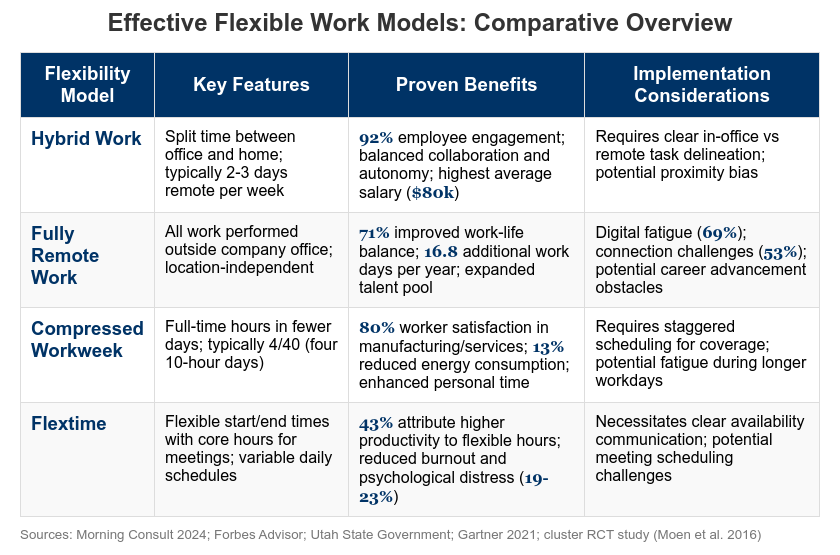 Effective Flexible Work Models: Comparative Overview
Flexibility
Model
Key Features
Proven Benefits
Implementation
Considerations
Hybrid Work
Split time between
office and home;
typically 2-3 days
remote per week
92% employee engagement;
balanced collaboration and
autonomy; highest average
salary ($80k)
Requires clear in-office vs
remote task delineation;
potential proximity bias
Fully
Remote
Work
All work performed
outside company office;
location-independent
71% improved work-life
balance; 16.8 additional work
days per year; expanded
talent pool
Digital fatigue (69%);
connection challenges (53%);
potential career advancement
obstacles
Compressed
Workweek
Full-time hours in fewer
days; typically 4/40 (four
10-hour days)
80% worker satisfaction in
manufacturing/services; 13%
reduced energy consumption;
enhanced personal time
Requires staggered
scheduling for coverage;
potential fatigue during longer
workdays
Flextime
Flexible start/end times
with core hours for
meetings; variable daily
schedules
43% attribute higher
productivity to flexible hours;
reduced burnout and
psychological distress (19-
23%)
Necessitates clear availability
communication; potential
meeting scheduling
challenges
Sources: Morning Consult 2024; Forbes Advisor; Utah State Government; Gartner 2021; cluster RCT study (Moen et al. 2016)